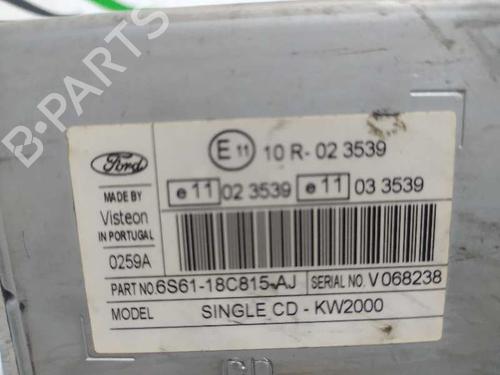 Ford
E 11 10 R- 02 3539
e 11 02 3539 e 11 03 3539
MADE BY
Visteon
IN PORTUGAL
0259A
PART NO. 6S61-18C815-AJ SERIAL NO. V 068238
MODEL SINGLE CD - KW2000
B-PARTS